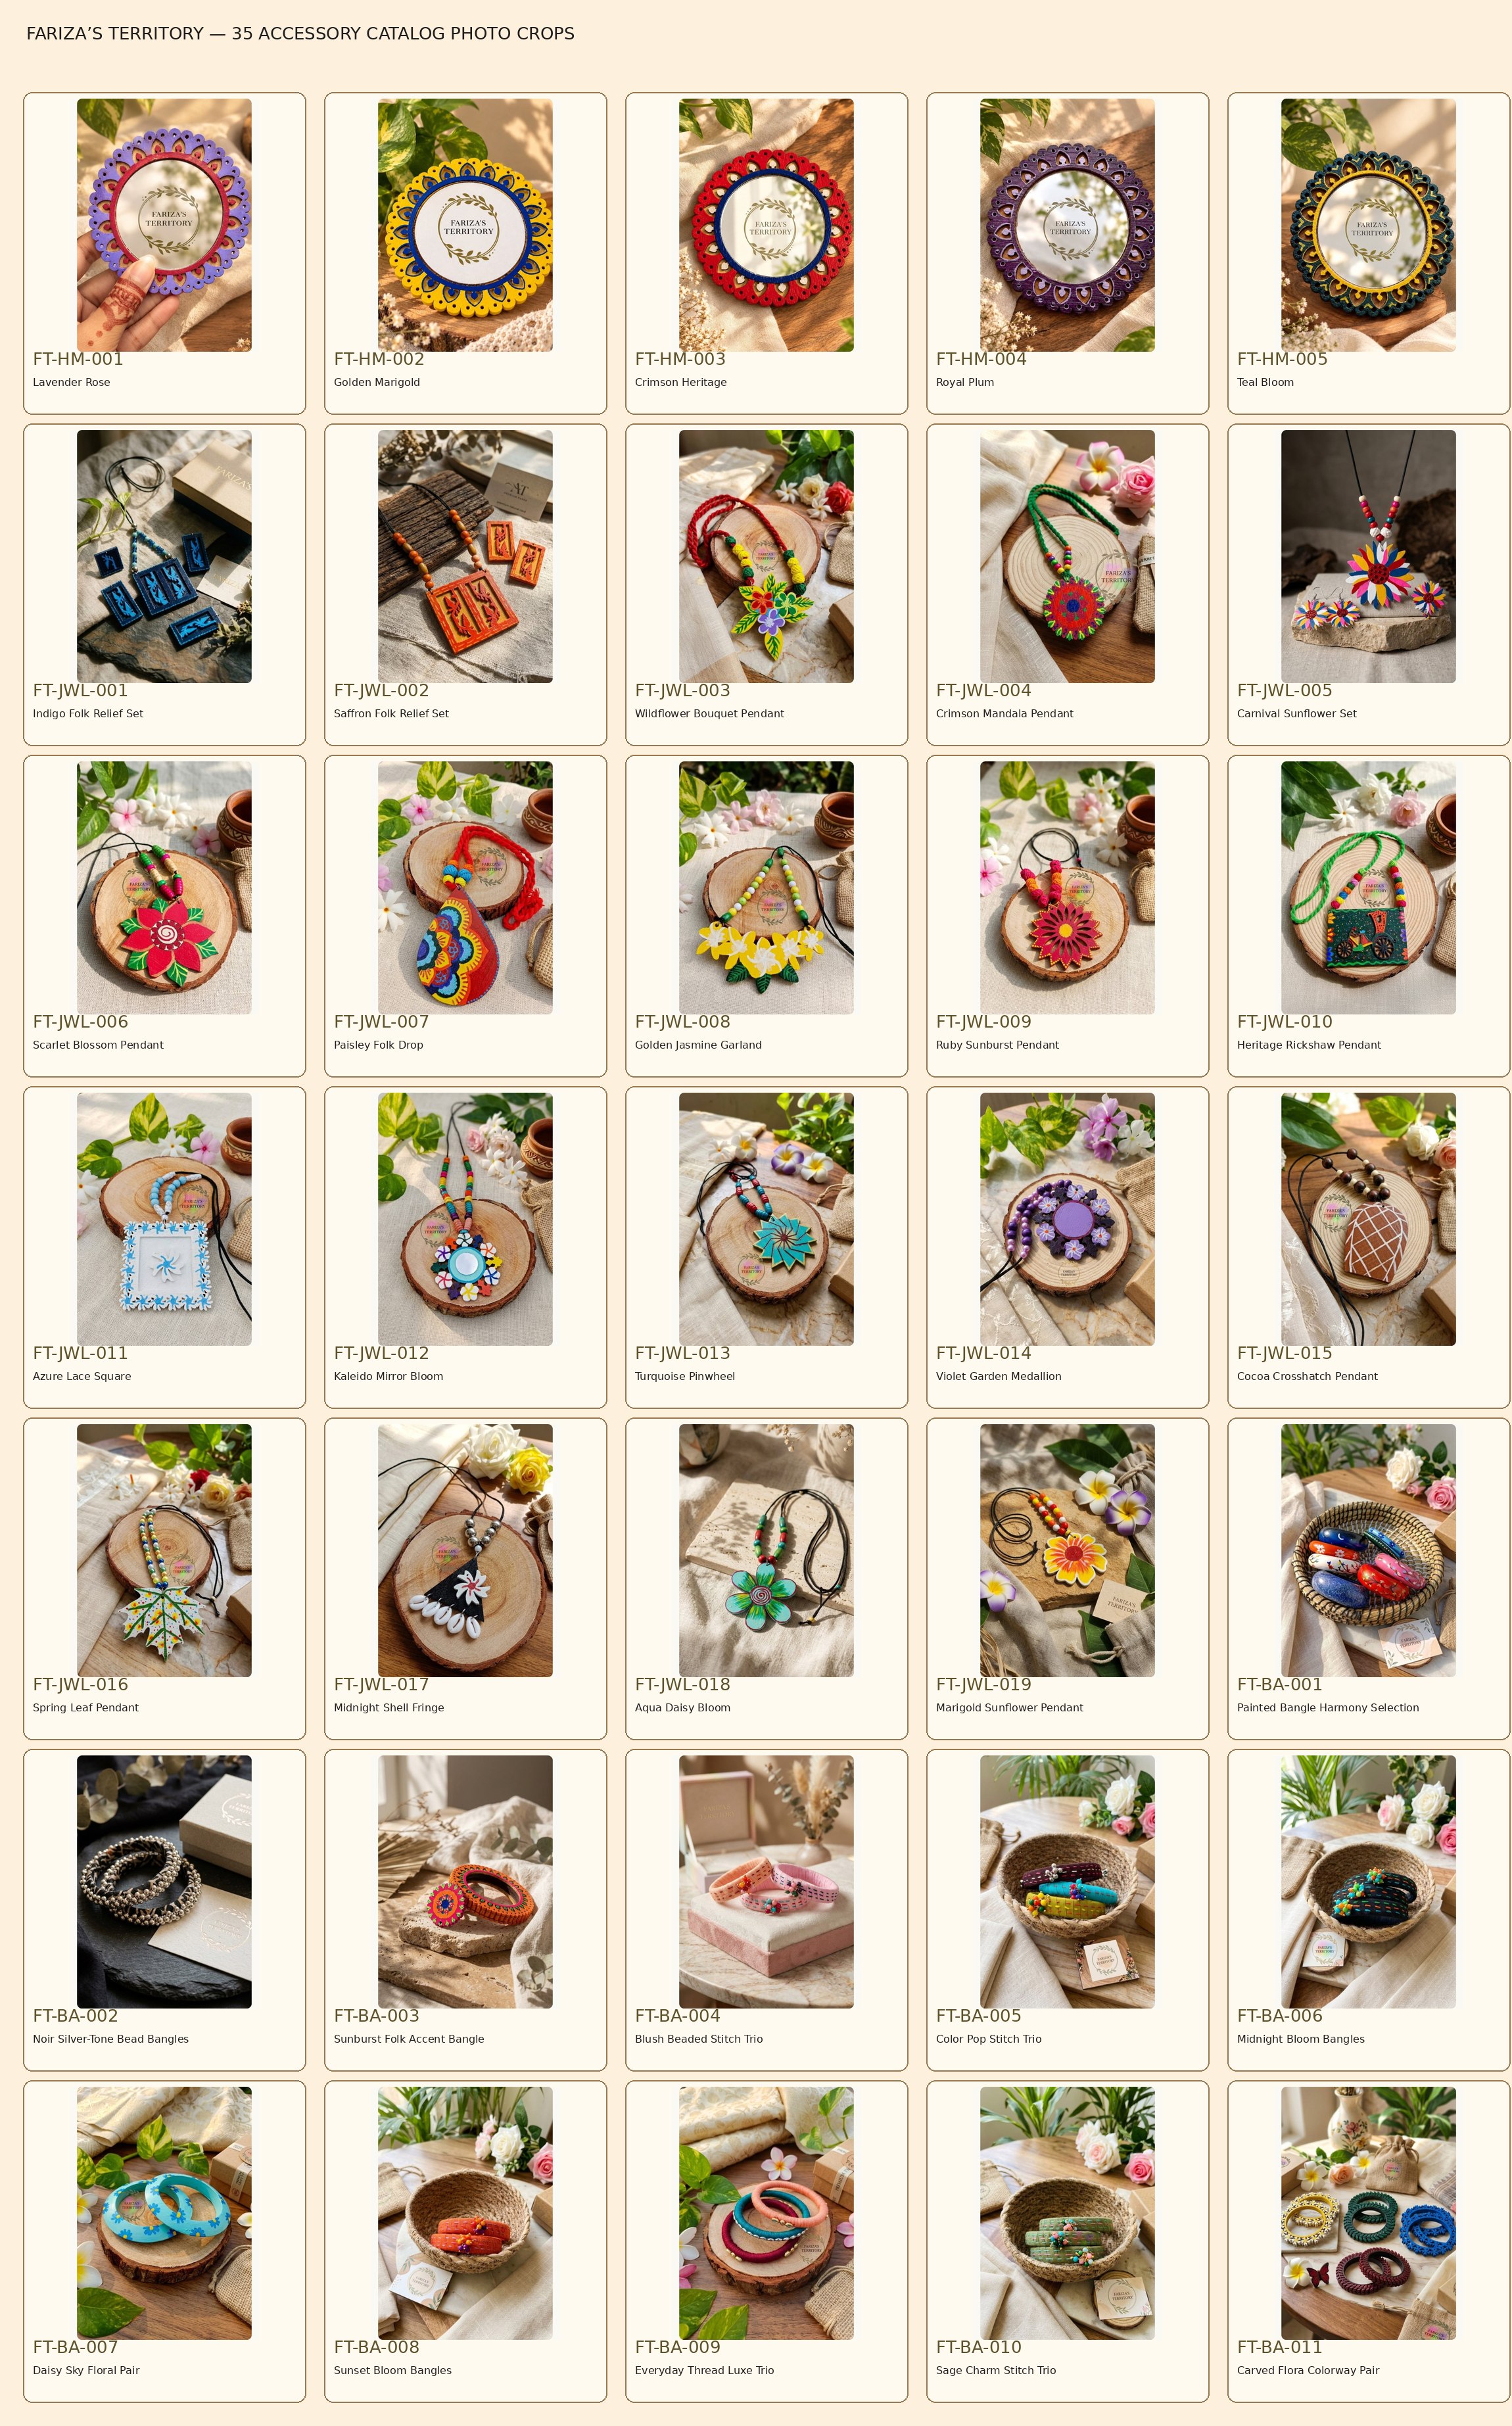 FARIZA’S TERRITORY — 35 ACCESSORY CATALOG PHOTO CROPS
FARIZA'S
TERRITORY
FARIZA'S
TERRITORY
FARIZA'S
TERRITORY
FARIZA'S
TERRITORY
FARIZA'S
TERRITORY
FT-HM-001
Lavender Rose
FT-HM-002
Golden Marigold
FT-HM-003
Crimson Heritage
FT-HM-004
Royal Plum
FT-HM-005
Teal Bloom
FT-JWL-001
Indigo Folk Relief Set
FT-JWL-002
Saffron Folk Relief Set
FT-JWL-003
Wildflower Bouquet Pendant
FT-JWL-004
Crimson Mandala Pendant
FT-JWL-005
Carnival Sunflower Set
FT-JWL-006
Scarlet Blossom Pendant
FT-JWL-007
Paisley Folk Drop
FT-JWL-008
Golden Jasmine Garland
FT-JWL-009
Ruby Sunburst Pendant
FT-JWL-010
Heritage Rickshaw Pendant
FT-JWL-011
Azure Lace Square
FT-JWL-012
Kaleido Mirror Bloom
FT-JWL-013
Turquoise Pinwheel
FT-JWL-014
Violet Garden Medallion
FT-JWL-015
Cocoa Crosshatch Pendant
FT-JWL-016
Spring Leaf Pendant
FT-JWL-017
Midnight Shell Fringe
FT-JWL-018
Aqua Daisy Bloom
FT-JWL-019
Marigold Sunflower Pendant
FT-BA-001
Painted Bangle Harmony Selection
FT-BA-002
Noir Silver-Tone Bead Bangles
FT-BA-003
Sunburst Folk Accent Bangle
FT-BA-004
Blush Beaded Stitch Trio
FT-BA-005
Color Pop Stitch Trio
FT-BA-006
Midnight Bloom Bangles
FT-BA-007
Daisy Sky Floral Pair
FT-BA-008
Sunset Bloom Bangles
FT-BA-009
Everyday Thread Luxe Trio
FT-BA-010
Sage Charm Stitch Trio
FT-BA-011
Carved Flora Colorway Pair